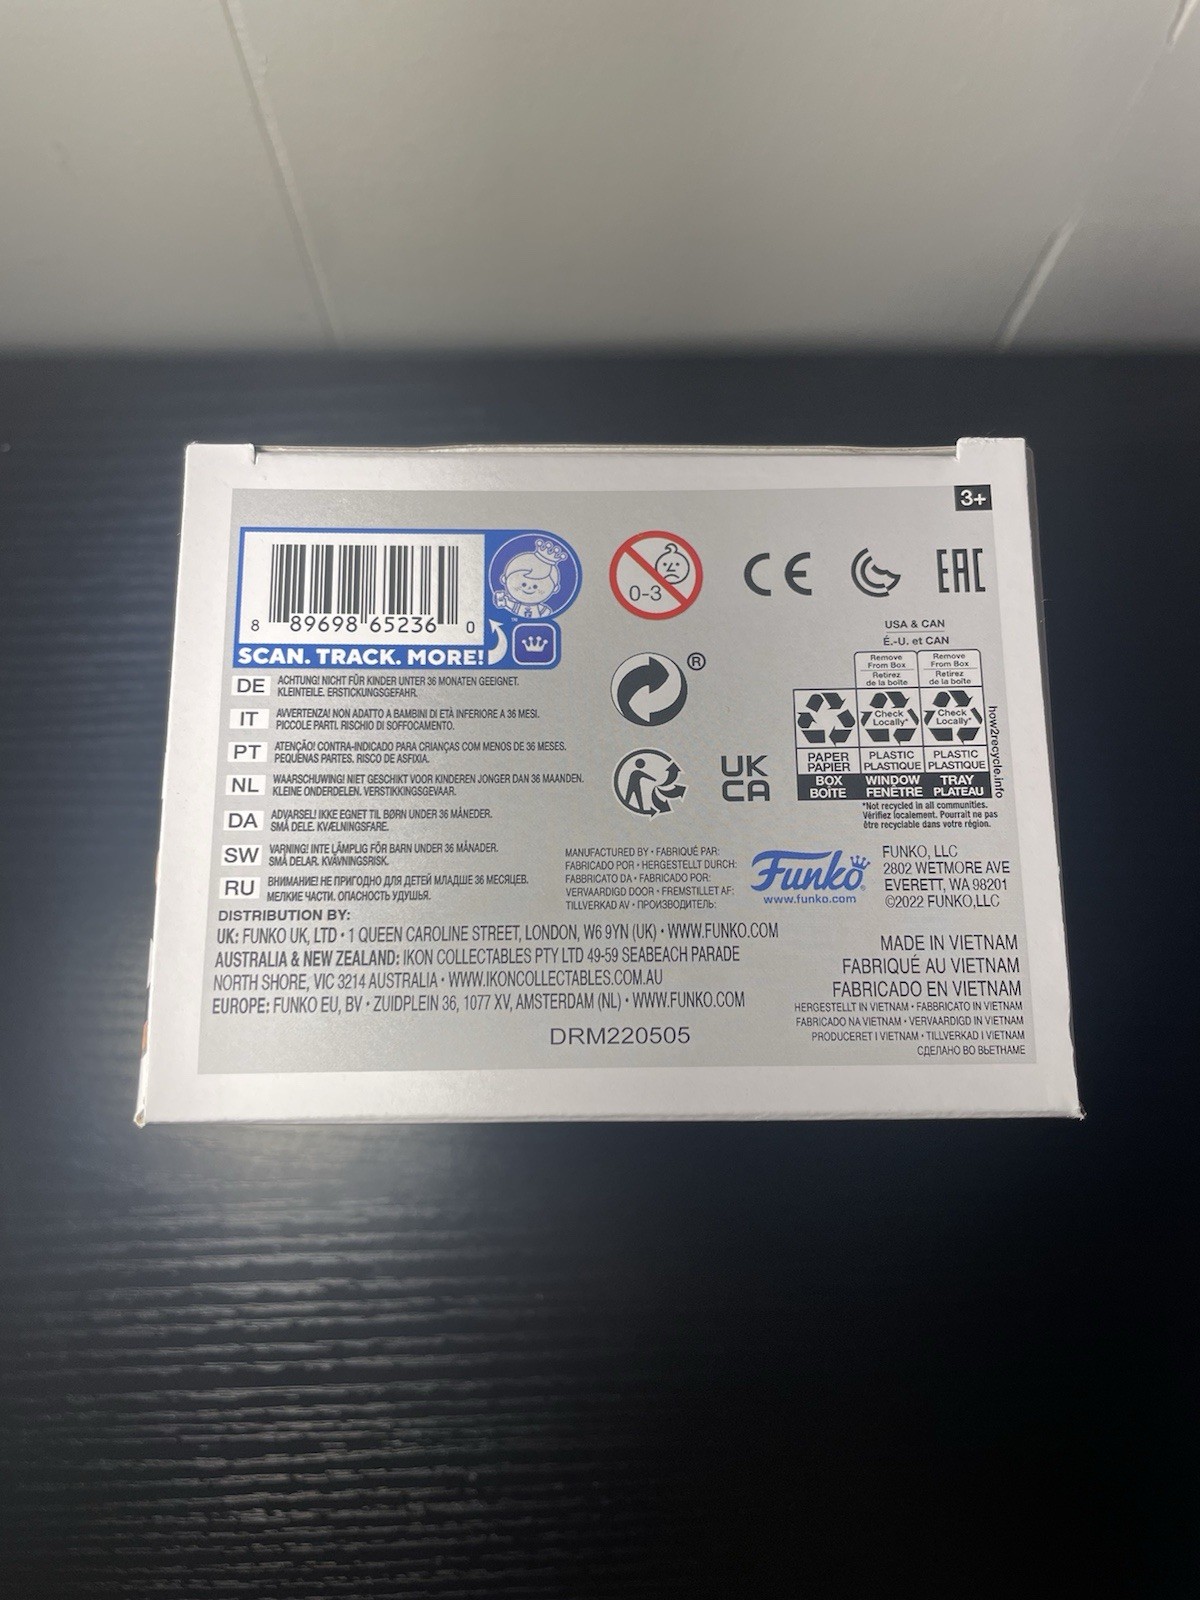 3+
8 89698 65236 0
SCAN. TRACK. MORE!
0-3
CE
EAC
USA & CAN
É.-U. et CAN
Remove From Box
Retirez de la boîte
Remove From Box
Retirez de la boîte
Check Locally*
Check Locally*
PAPER PAPIER
PLASTIC PLASTIQUE
PLASTIC PLASTIQUE
BOX BOÎTE
WINDOW FENÊTRE
TRAY PLATEAU
how2recycle.info
*Not recycled in all communities.
Vérifiez localement. Pourrait ne pas
être recyclable dans votre région.
®
UK
CA
DE ACHTUNG! NICHT FÜR KINDER UNTER 36 MONATEN GEEIGNET.
KLEINTEILE. ERSTICKUNGSGEFAHR.
IT AVVERTENZA! NON ADATTO A BAMBINI DI ETÀ INFERIORE A 36 MESI.
PICCOLE PARTI. RISCHIO DI SOFFOCAMENTO.
PT ATENÇÃO! CONTRA-INDICADO PARA CRIANÇAS COM MENOS DE 36 MESES.
PEQUENAS PARTES. RISCO DE ASFIXIA.
NL WAARSCHUWING! NIET GESCHIKT VOOR KINDEREN JONGER DAN 36 MAANDEN.
KLEINE ONDERDELEN. VERSTIKKINGSGEVAAR.
DA ADVARSEL! IKKE EGNET TIL BØRN UNDER 36 MÅNEDER.
SMÅ DELE. KVÆLNINGSFARE.
SW VARNING! INTE LÄMPLIG FÖR BARN UNDER 36 MÅNADER.
SMÅ DELAR. KVÄVNINGSRISK.
RU ВНИМАНИЕ! НЕ ПРИГОДНО ДЛЯ ДЕТЕЙ МЛАДШЕ 36 МЕСЯЦЕВ.
МЕЛКИЕ ЧАСТИ. ОПАСНОСТЬ УДУШЬЯ.
MANUFACTURED BY • FABRIQUÉ PAR:
FABRICADO POR • HERGESTELLT DURCH:
FABBRICATO DA • FABRICADO POR:
VERVAARDIGD DOOR • FREMSTILLET AF:
TILLVERKAD AV • ПРОИЗВОДИТЕЛЬ:
Funko®
www.funko.com
FUNKO, LLC
2802 WETMORE AVE
EVERETT, WA 98201
©2022 FUNKO,LLC
DISTRIBUTION BY:
UK: FUNKO UK, LTD • 1 QUEEN CAROLINE STREET, LONDON, W6 9YN (UK) • WWW.FUNKO.COM
AUSTRALIA & NEW ZEALAND: IKON COLLECTABLES PTY LTD 49-59 SEABEACH PARADE
NORTH SHORE, VIC 3214 AUSTRALIA • WWW.IKONCOLLECTABLES.COM.AU
EUROPE: FUNKO EU, BV • ZUIDPLEIN 36, 1077 XV, AMSTERDAM (NL) • WWW.FUNKO.COM
DRM220505
MADE IN VIETNAM
FABRIQUÉ AU VIETNAM
FABRICADO EN VIETNAM
HERGESTELLT IN VIETNAM • FABBRICATO IN VIETNAM
FABRICADO NA VIETNAM • VERVAARDIGD IN VIETNAM
PRODUCERET I VIETNAM • TILLVERKAD I VIETNAM
СДЕЛАНО ВО ВЬЕТНАМЕ